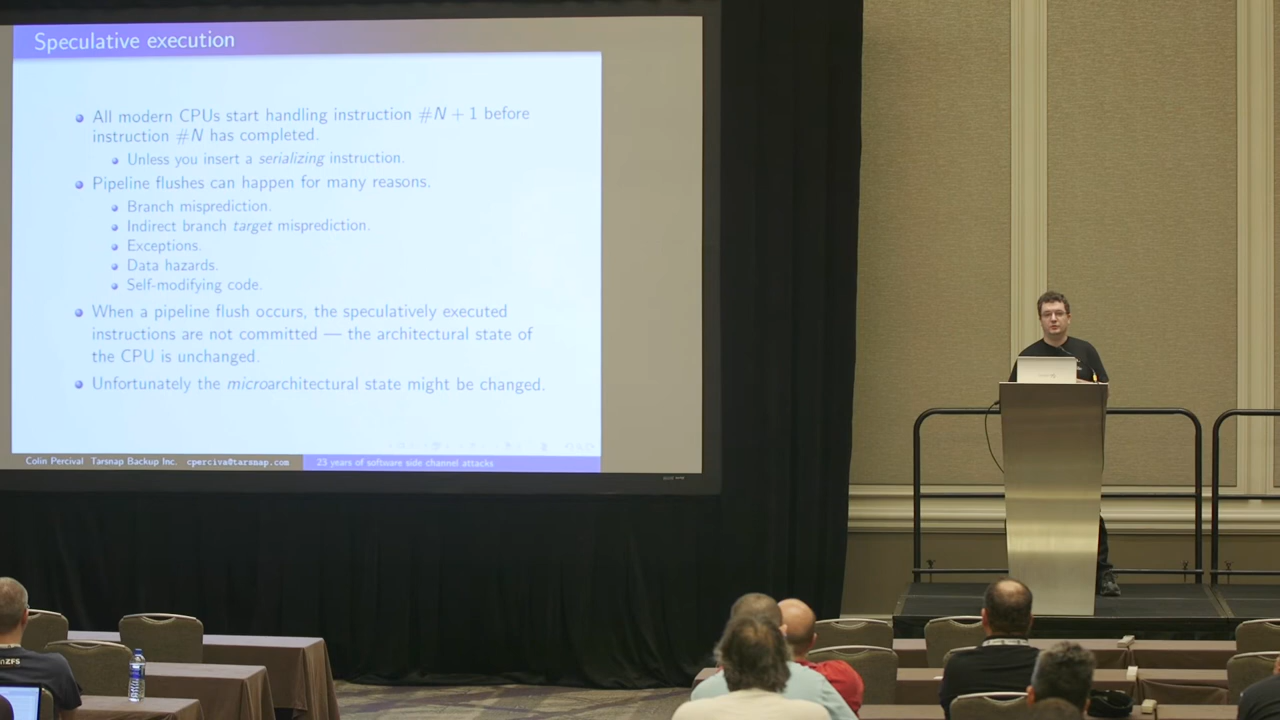 Speculative execution
All modern CPUs start handling instruction #N + 1 before
instruction #N has completed.
Unless you insert a serializing instruction.
Pipeline flushes can happen for many reasons.
Branch misprediction.
Indirect branch target misprediction.
Exceptions.
Data hazards.
Self-modifying code.
When a pipeline flush occurs, the speculatively executed
instructions are not committed — the architectural state of
the CPU is unchanged.
Unfortunately the microarchitectural state might be changed.
Colin Percival Tarsnap Backup Inc. cperciva@tarsnap.com
23 years of software side channel attacks
nZFS